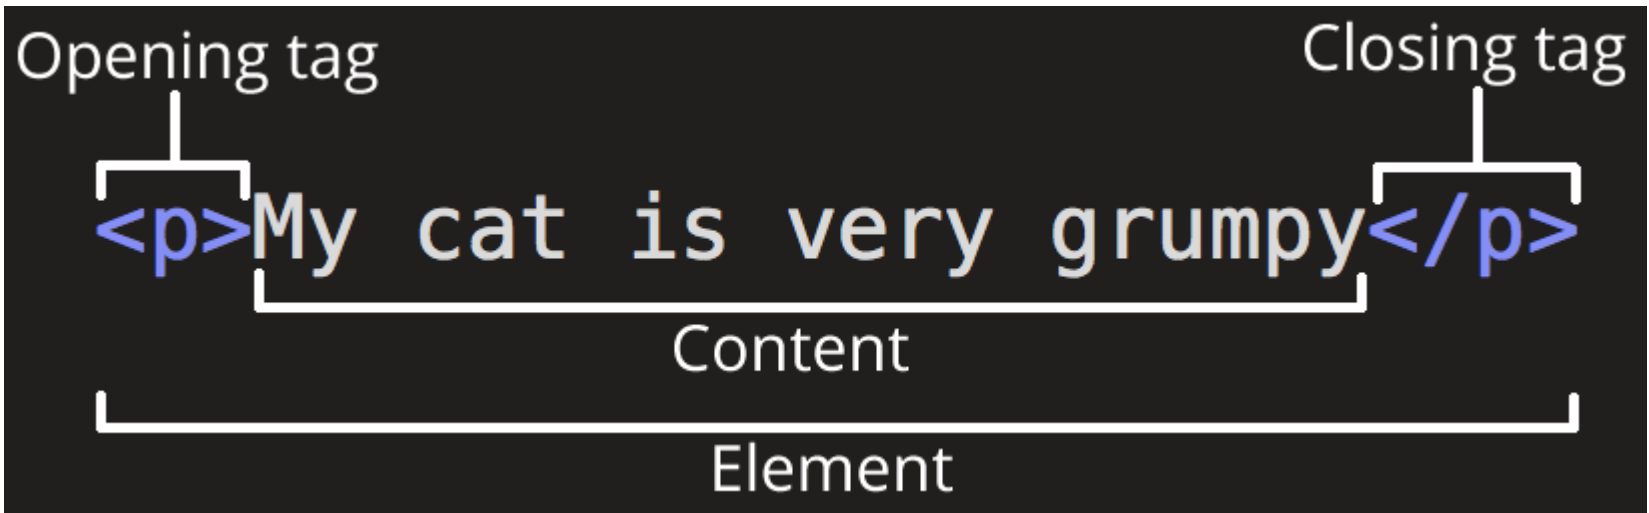 Opening tag
Closing tag
<p>My cat is very grumpy</p>
Content
Element